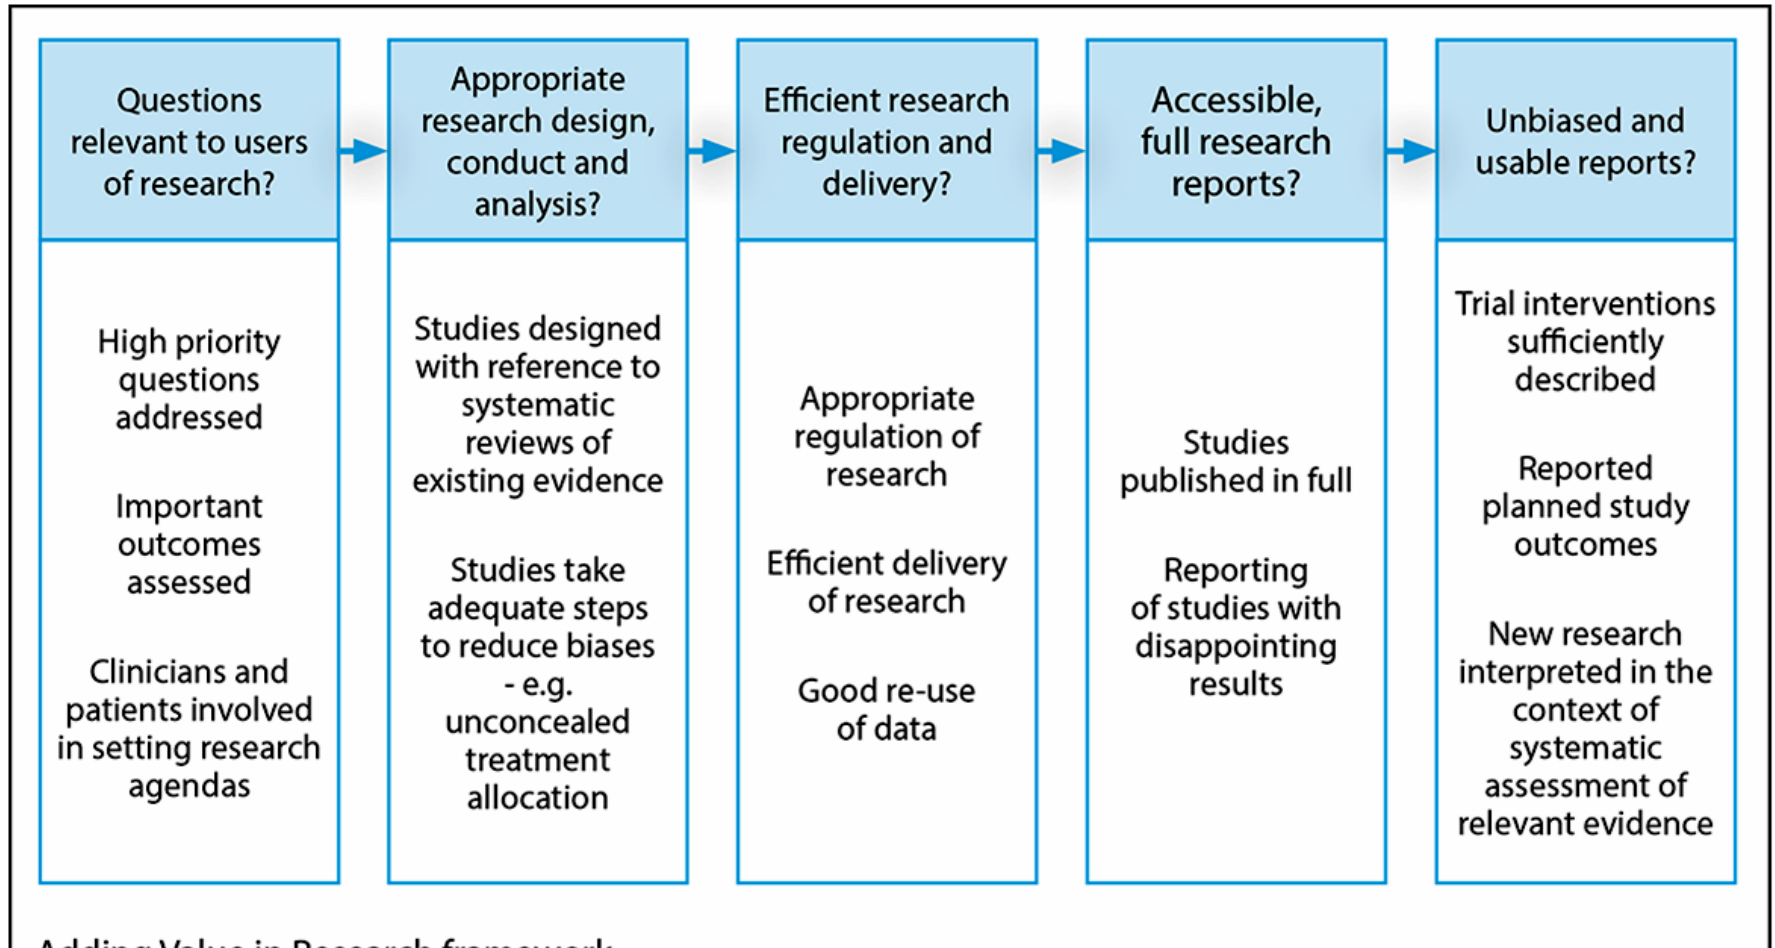 Questions
relevant to users
of research?
Appropriate
research design,
conduct and
analysis?
Efficient research
regulation and
delivery?
Accessible,
full research
reports?
Unbiased and
usable reports?
High priority
questions
addressed
Important
outcomes
assessed
Clinicians and
patients involved
in setting research
agendas
Studies designed
with reference to
systematic
reviews of
existing evidence
Studies take
adequate steps
to reduce biases
- e.g.
unconcealed
treatment
allocation
Appropriate
regulation of
research
Efficient delivery
of research
Good re-use
of data
Studies
published in full
Reporting
of studies with
disappointing
results
Trial interventions
sufficiently
described
Reported
planned study
outcomes
New research
interpreted in the
context of
systematic
assessment of
relevant evidence
Adding Value in Research framework